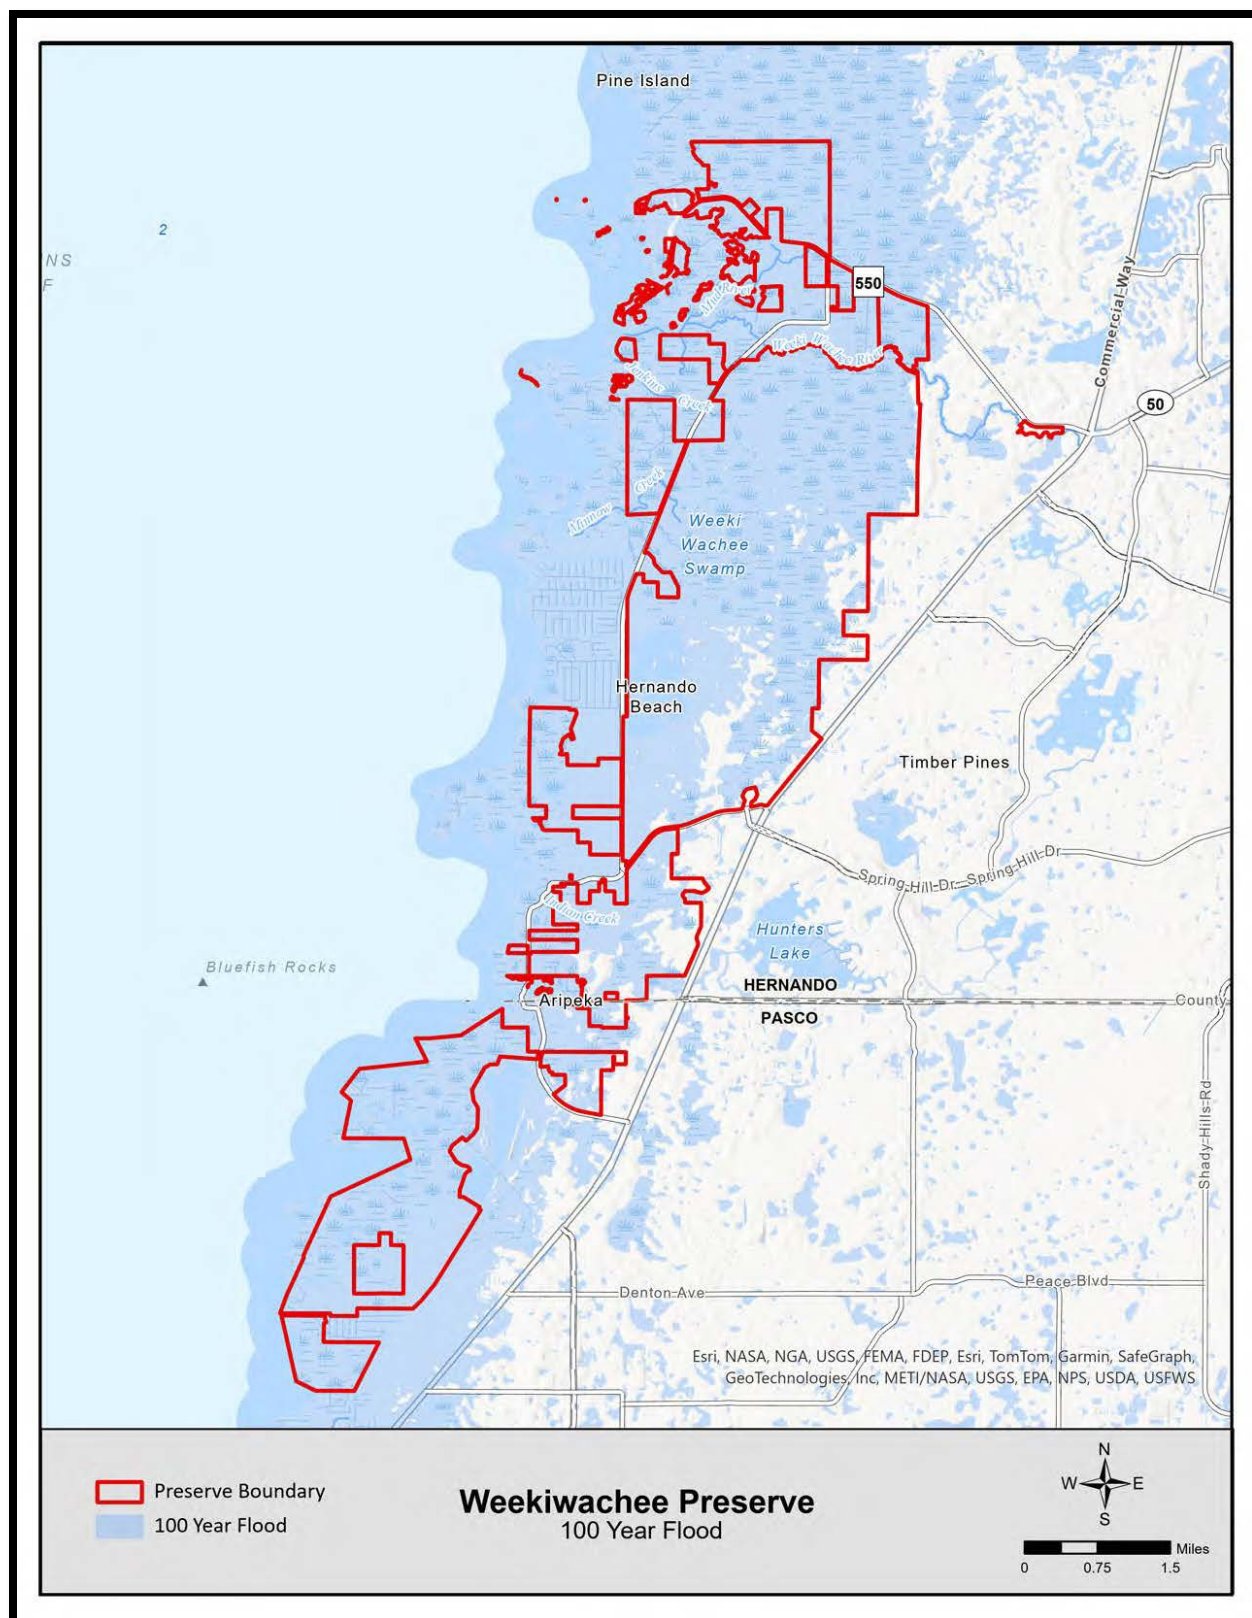 Pine Island
2
NS
F
550
Mud River
Weeki Wachee River
Commercial-Way
50
Jenkins
Creek
Creek
Minnow
Weeki
Wachee
Swamp
Hernando
Beach
Timber Pines
Spring-Hill-Dr
Spring-Hill-Dr
Indian Creek
Hunters
Lake
Bluefish Rocks
HERNANDO
Aripeka
County
PASCO
Shady-Hills-Rd
Denton Ave
Peace Blvd
Esri, NASA, NGA, USGS, FEMA, FDEP, Esri, TomTom, Garmin, SafeGraph,
GeoTechnologies, Inc, METI/NASA, USGS, EPA, NPS, USDA, USFWS
Preserve Boundary
100 Year Flood
Weekiwachee Preserve
100 Year Flood
N
W
E
S
Miles
0
0.75
1.5